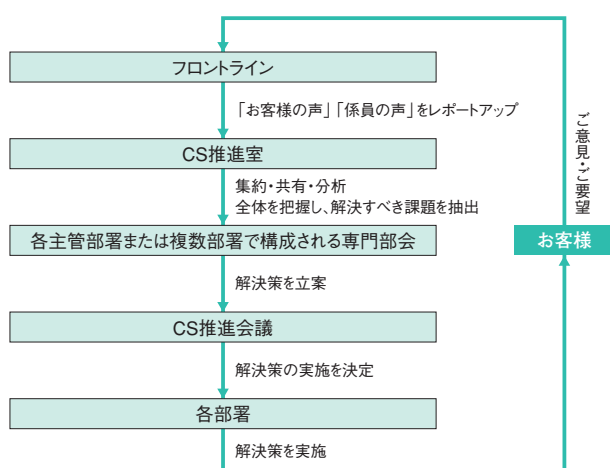 フロントライン
「お客様の声」「係員の声」をレポートアップ
CS推進室
集約・共有・分析
全体を把握し、解決すべき課題を抽出
各主管部署または複数部署で構成される専門部会
解決策を立案
CS推進会議
解決策の実施を決定
各部署
解決策を実施
お客様
ご意見・ご要望